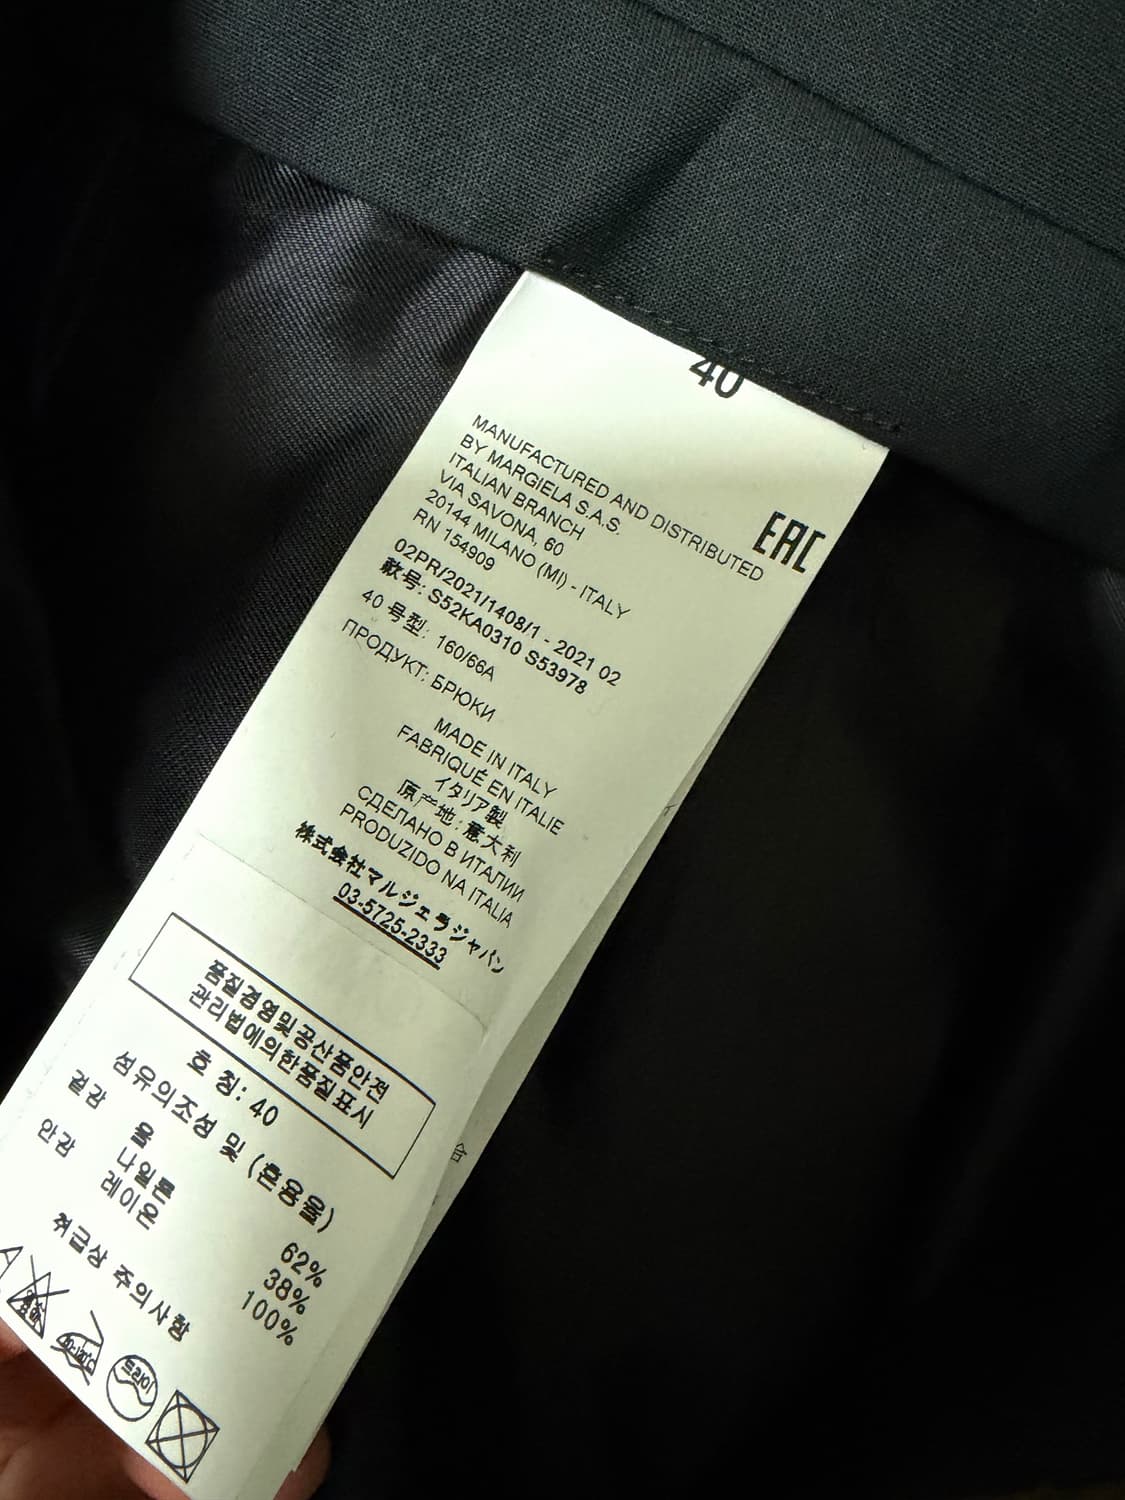 40
MANUFACTURED AND DISTRIBUTED
BY MARGIELA S.A.S.
ITALIAN BRANCH
VIA SAVONA, 60
20144 MILANO (MI) - ITALY
RN 154909
EAC
02PR/2021/1408/1 - 2021 02
款号: S52KA0310 S53978
40 号型: 160/66A
ПРОДУКТ: БРЮКИ
MADE IN ITALY
FABRIQUÉ EN ITALIE
イタリア製
原产地: 意大利
СДЕЛАНО В ИТАЛИИ
PRODUZIDO NA ITALIA
株式会社マルジェラジャパン
03-5725-2333
품질경영및공산품안전
관리법에의한품질표시
호 칭: 40
섬유의조성 및 (혼용율)
겉감 울 62%
나일론 38%
안감 레이온 100%
취급상 주의사항
드라이
合